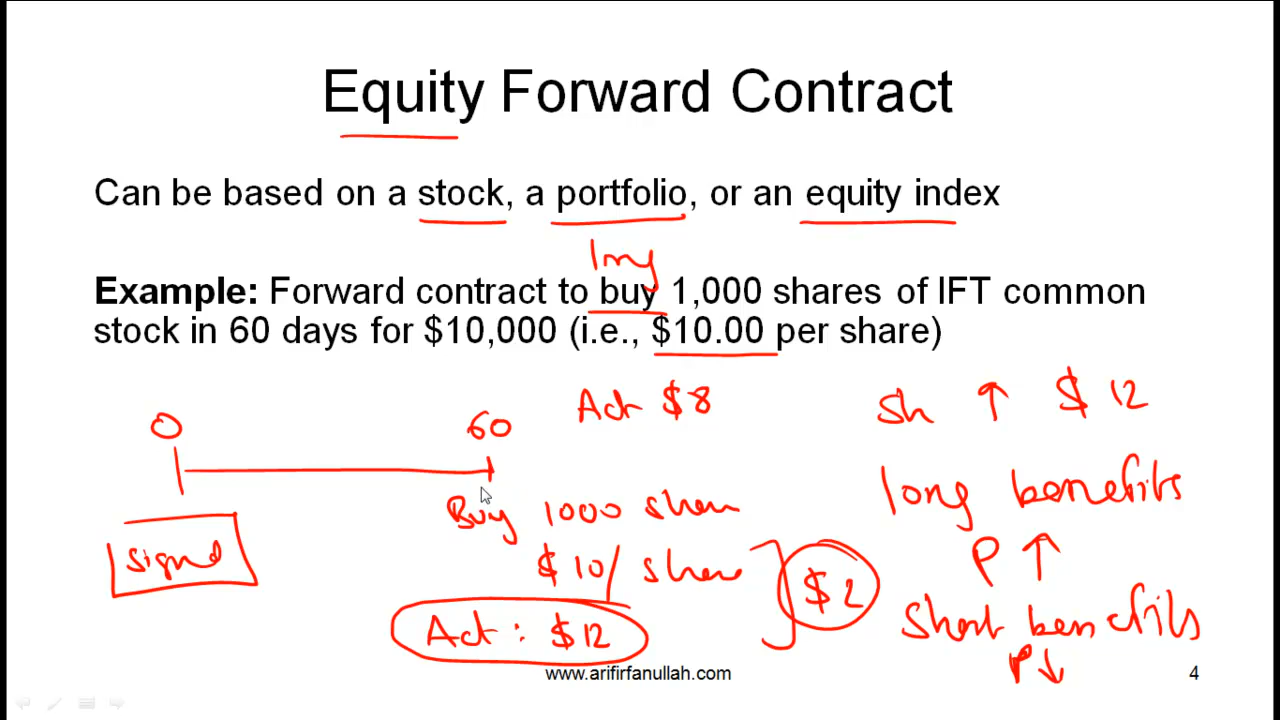 Equity Forward Contract
Can be based on a stock, a portfolio, or an equity index
long
Example: Forward contract to buy 1,000 shares of IFT common
stock in 60 days for $10,000 (i.e., $10.00 per share)
Act $8
Sh ↑ $12
0
60
long benefits
P ↑
Buy 1000 share
$10/share
$2
signed
Act: $12
short benefits
P↓
www.arifirfanullah.com
4